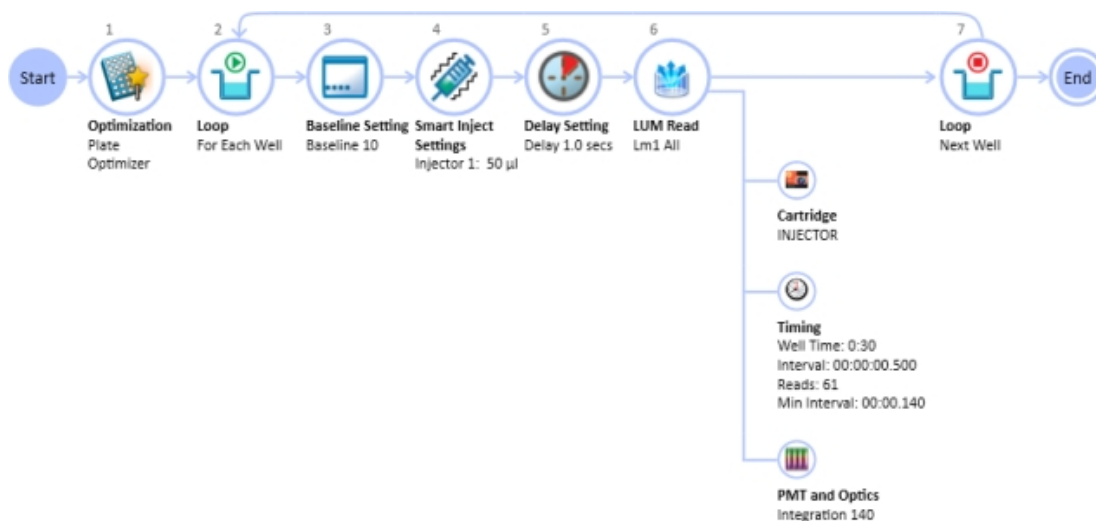 Start
1
Optimization
Plate
Optimizer
2
Loop
For Each Well
3
Baseline Setting
Baseline 10
4
Smart Inject
Settings
Injector 1:  50 µl
5
Delay Setting
Delay 1.0 secs
6
LUM Read
Lm1 All
Cartridge
INJECTOR
Timing
Well Time: 0:30
Interval: 00:00:00.500
Reads: 61
Min Interval: 00:00.140
PMT and Optics
Integration 140
7
Loop
Next Well
End